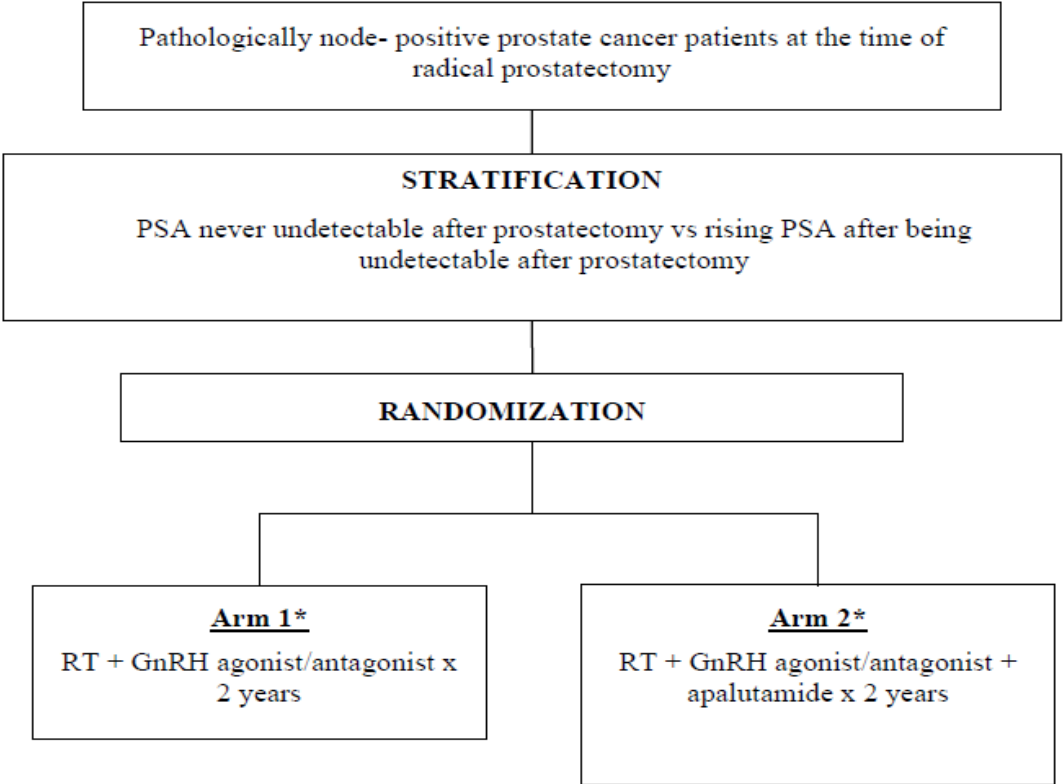 Pathologically node- positive prostate cancer patients at the time of
radical prostatectomy
STRATIFICATION
PSA never undetectable after prostatectomy vs rising PSA after being
undetectable after prostatectomy
RANDOMIZATION
Arm 1*
RT + GnRH agonist/antagonist x
2 years
Arm 2*
RT + GnRH agonist/antagonist +
apalutamide x 2 years